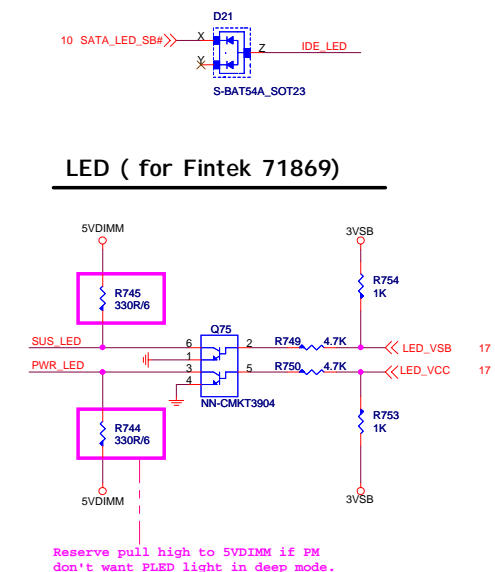 D21
10 SATA_LED_SB#
X
Y
Z
IDE_LED
S-BAT54A_SOT23
LED ( for Fintek 71869)
5VDIMM
3VSB
R745
330R/6
R754
1K
Q75
SUS_LED
6
2
R749
4.7K
LED_VSB
17
1
PWR_LED
3
5
R750
4.7K
LED_VCC
17
4
NN-CMKT3904
R744
330R/6
R753
1K
5VDIMM
3VSB
Reserve pull high to 5VDIMM if PM
don't want PLED light in deep mode.